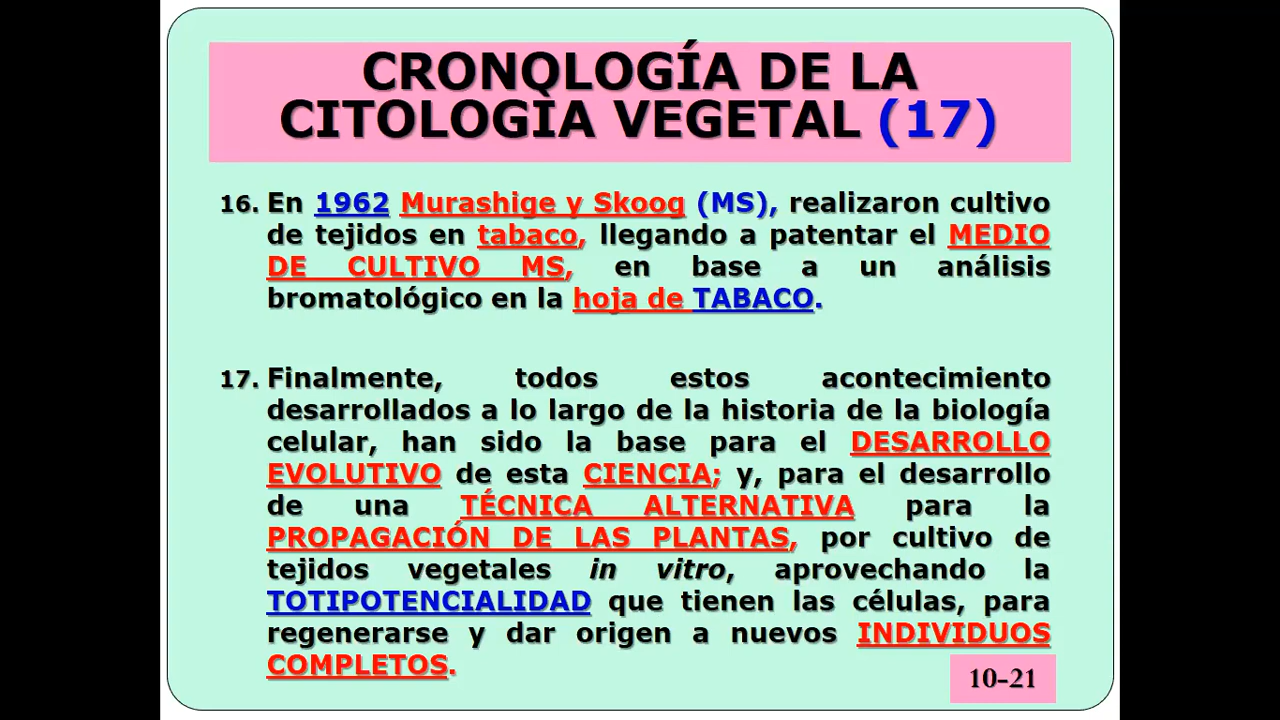 CRONOLOGÍA DE LA
CITOLOGÍA VEGETAL (17)
16. En 1962 Murashige y Skoog (MS), realizaron cultivo
de tejidos en tabaco, llegando a patentar el MEDIO
DE CULTIVO MS, en base a un análisis
bromatológico en la hoja de TABACO.
17. Finalmente, todos estos acontecimiento
desarrollados a lo largo de la historia de la biología
celular, han sido la base para el DESARROLLO
EVOLUTIVO de esta CIENCIA; y, para el desarrollo
de una TÉCNICA ALTERNATIVA para la
PROPAGACIÓN DE LAS PLANTAS, por cultivo de
tejidos vegetales in vitro, aprovechando la
TOTIPOTENCIALIDAD que tienen las células, para
regenerarse y dar origen a nuevos INDIVIDUOS
COMPLETOS.
10-21